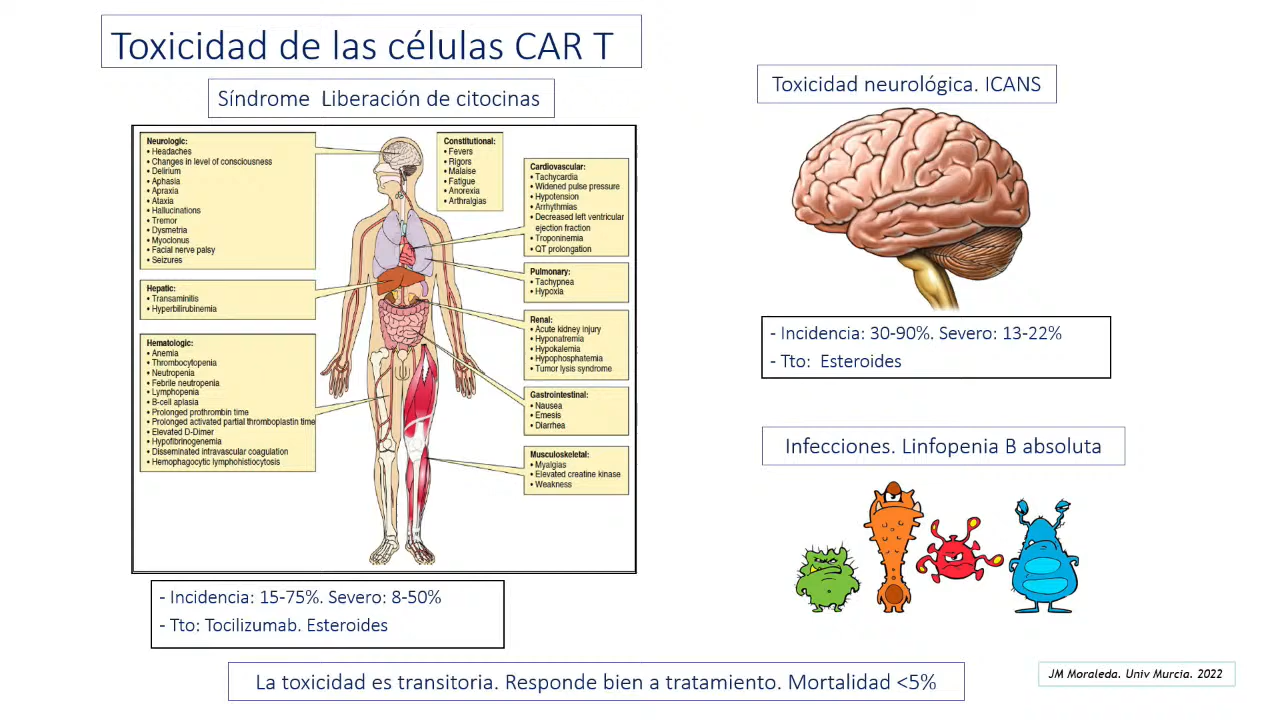 Toxicidad de las células CAR T
Síndrome Liberación de citocinas
Neurologic:
• Headaches
• Changes in level of consciousness
• Delirium
• Aphasia
• Apraxia
• Ataxia
• Hallucinations
• Tremor
• Dysmetria
• Myoclonus
• Facial nerve palsy
• Seizures
Hepatic:
• Transaminitis
• Hyperbilirubinemia
Hematologic:
• Anemia
• Thrombocytopenia
• Neutropenia
• Febrile neutropenia
• Lymphopenia
• B-cell aplasia
• Prolonged prothrombin time
• Prolonged activated partial thromboplastin time
• Elevated D-Dimer
• Hypofibrinogenemia
• Disseminated intravascular coagulation
• Hemophagocytic lymphohistiocytosis
Constitutional:
• Fevers
• Rigors
• Malaise
• Fatigue
• Anorexia
• Arthralgias
Cardiovascular:
• Tachycardia
• Widened pulse pressure
• Hypotension
• Arrhythmias
• Decreased left ventricular
ejection fraction
• Troponinemia
• QT prolongation
Pulmonary:
• Tachypnea
• Hypoxia
Renal:
• Acute kidney injury
• Hyponatremia
• Hypokalemia
• Hypophosphatemia
• Tumor lysis syndrome
Gastrointestinal:
• Nausea
• Emesis
• Diarrhea
Musculoskeletal:
• Myalgias
• Elevated creatine kinase
• Weakness
- Incidencia: 15-75%. Severo: 8-50%
- Tto: Tocilizumab. Esteroides
Toxicidad neurológica. ICANS
- Incidencia: 30-90%. Severo: 13-22%
- Tto: Esteroides
Infecciones. Linfopenia B absoluta
La toxicidad es transitoria. Responde bien a tratamiento. Mortalidad <5%
JM Moraleda. Univ Murcia. 2022